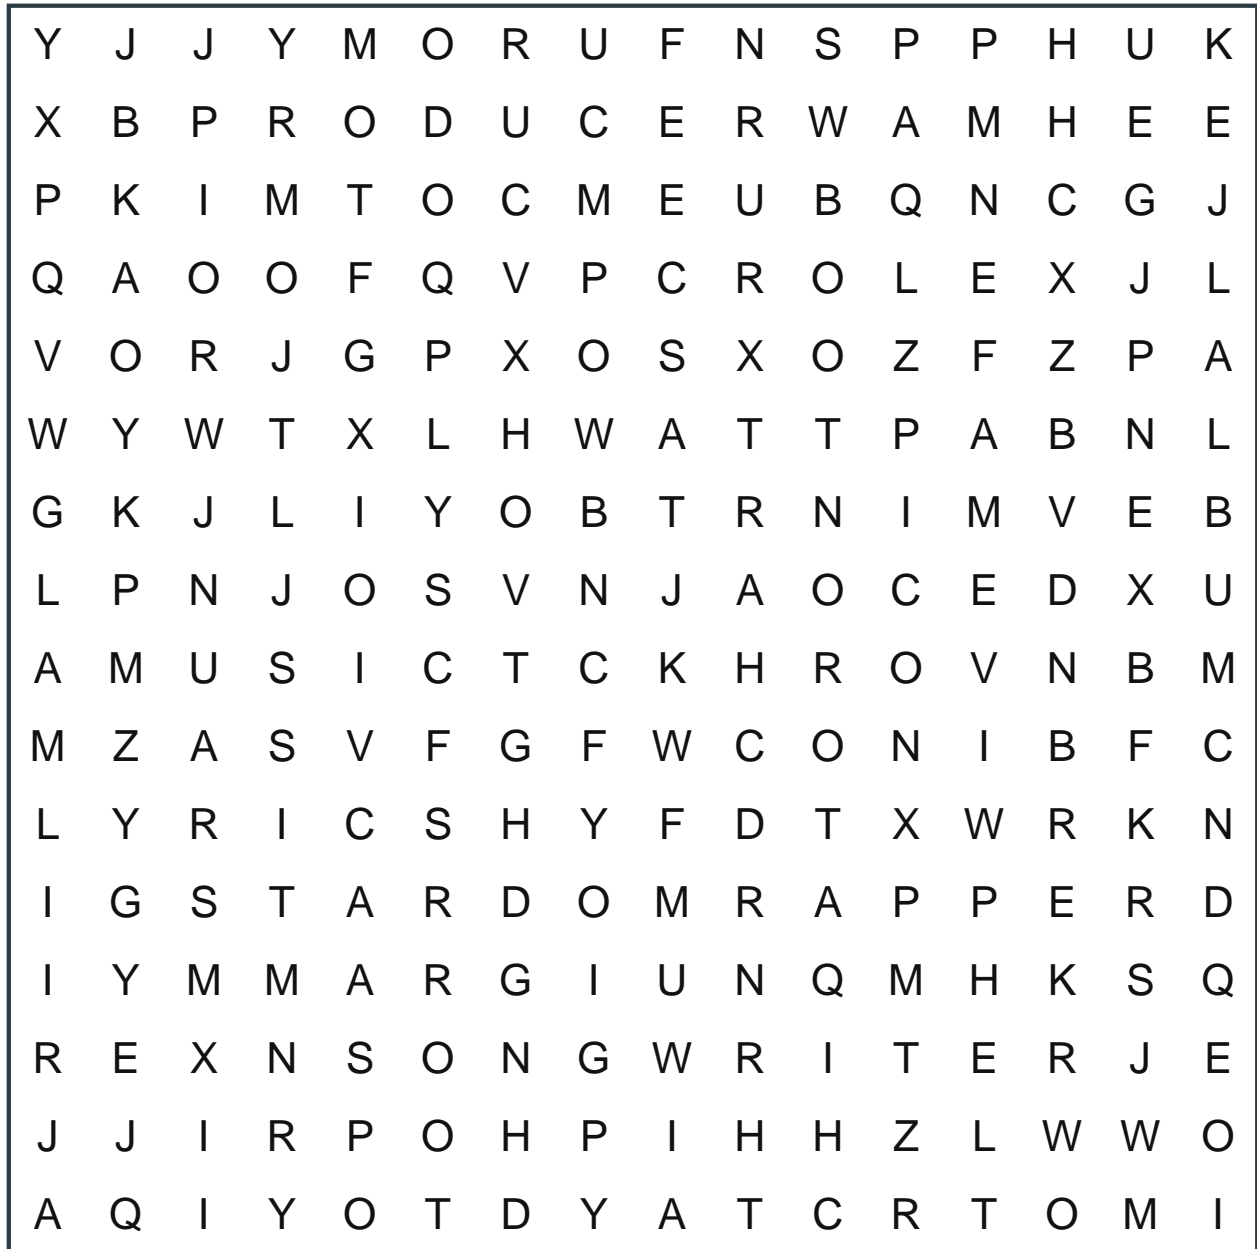 Y J J Y M O R U F N S P P H U K
X B P R O D U C E R W A M H E E
P K I M T O C M E U B Q N C G J
Q A O O F Q V P C R O L E X J L
V O R J G P X O S X O Z F Z P A
W Y W T X L H W A T T P A B N L
G K J L I Y O B T R N I M V E B
L P N J O S V N J A O C E D X U
A M U S I C T C K H R O V N B M
M Z A S V F G F W C O N I B F C
L Y R I C S H Y F D T X W R K N
I G S T A R D O M R A P P E R D
I Y M M A R G I U N Q M H K S Q
R E X N S O N G W R I T E R J E
J J I R P O H P I H H Z L W W O
A Q I Y O T D Y A T C R T O M I